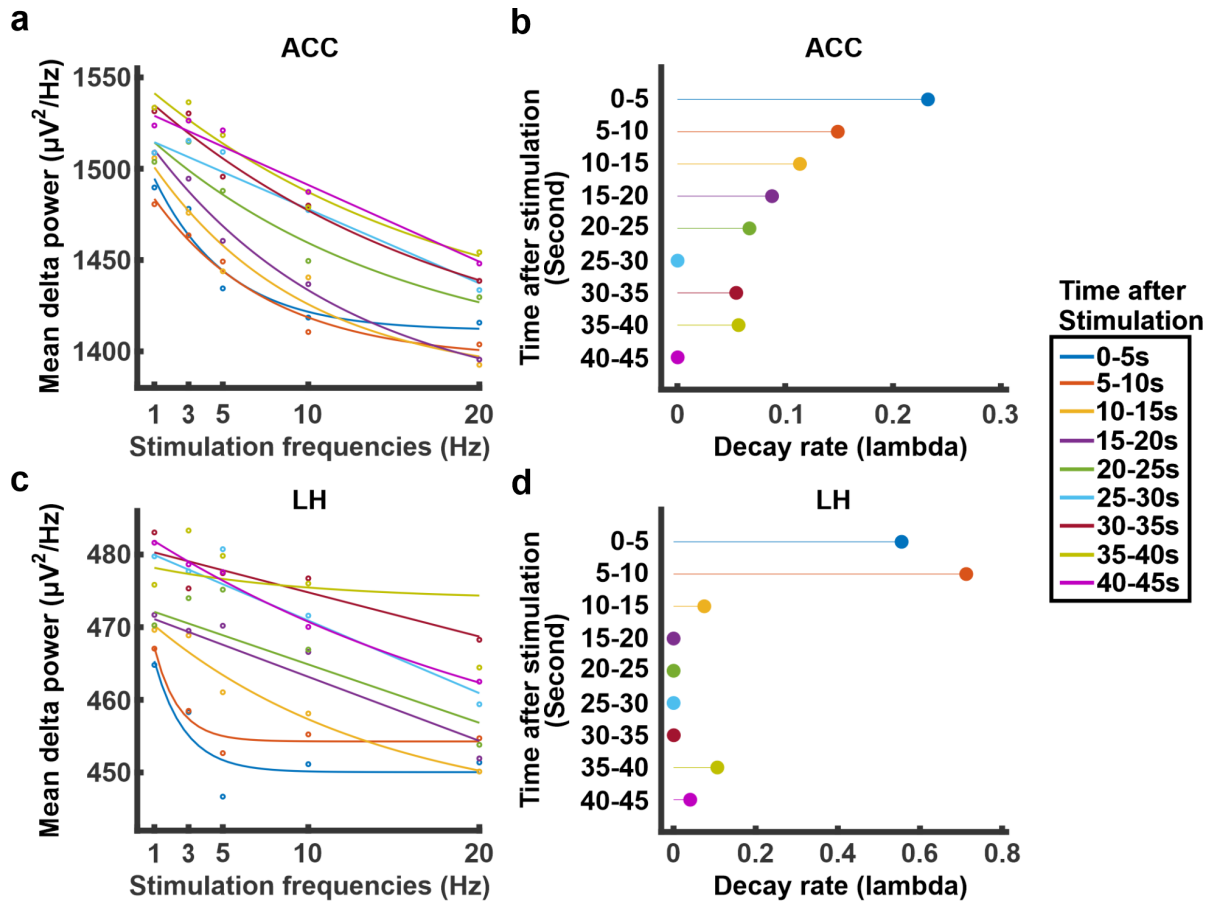 a
ACC
Mean delta power (µV²/Hz)
1550
1500
1450
1400
1 3 5 10 20
Stimulation frequencies (Hz)
b
ACC
Time after stimulation
(Second)
0-5
5-10
10-15
15-20
20-25
25-30
30-35
35-40
40-45
0 0.1 0.2 0.3
Decay rate (lambda)
c
LH
Mean delta power (µV²/Hz)
480
470
460
450
1 3 5 10 20
Stimulation frequencies (Hz)
d
LH
Time after stimulation
(Second)
0-5
5-10
10-15
15-20
20-25
25-30
30-35
35-40
40-45
0 0.2 0.4 0.6 0.8
Decay rate (lambda)
Time after
Stimulation
0-5s
5-10s
10-15s
15-20s
20-25s
25-30s
30-35s
35-40s
40-45s